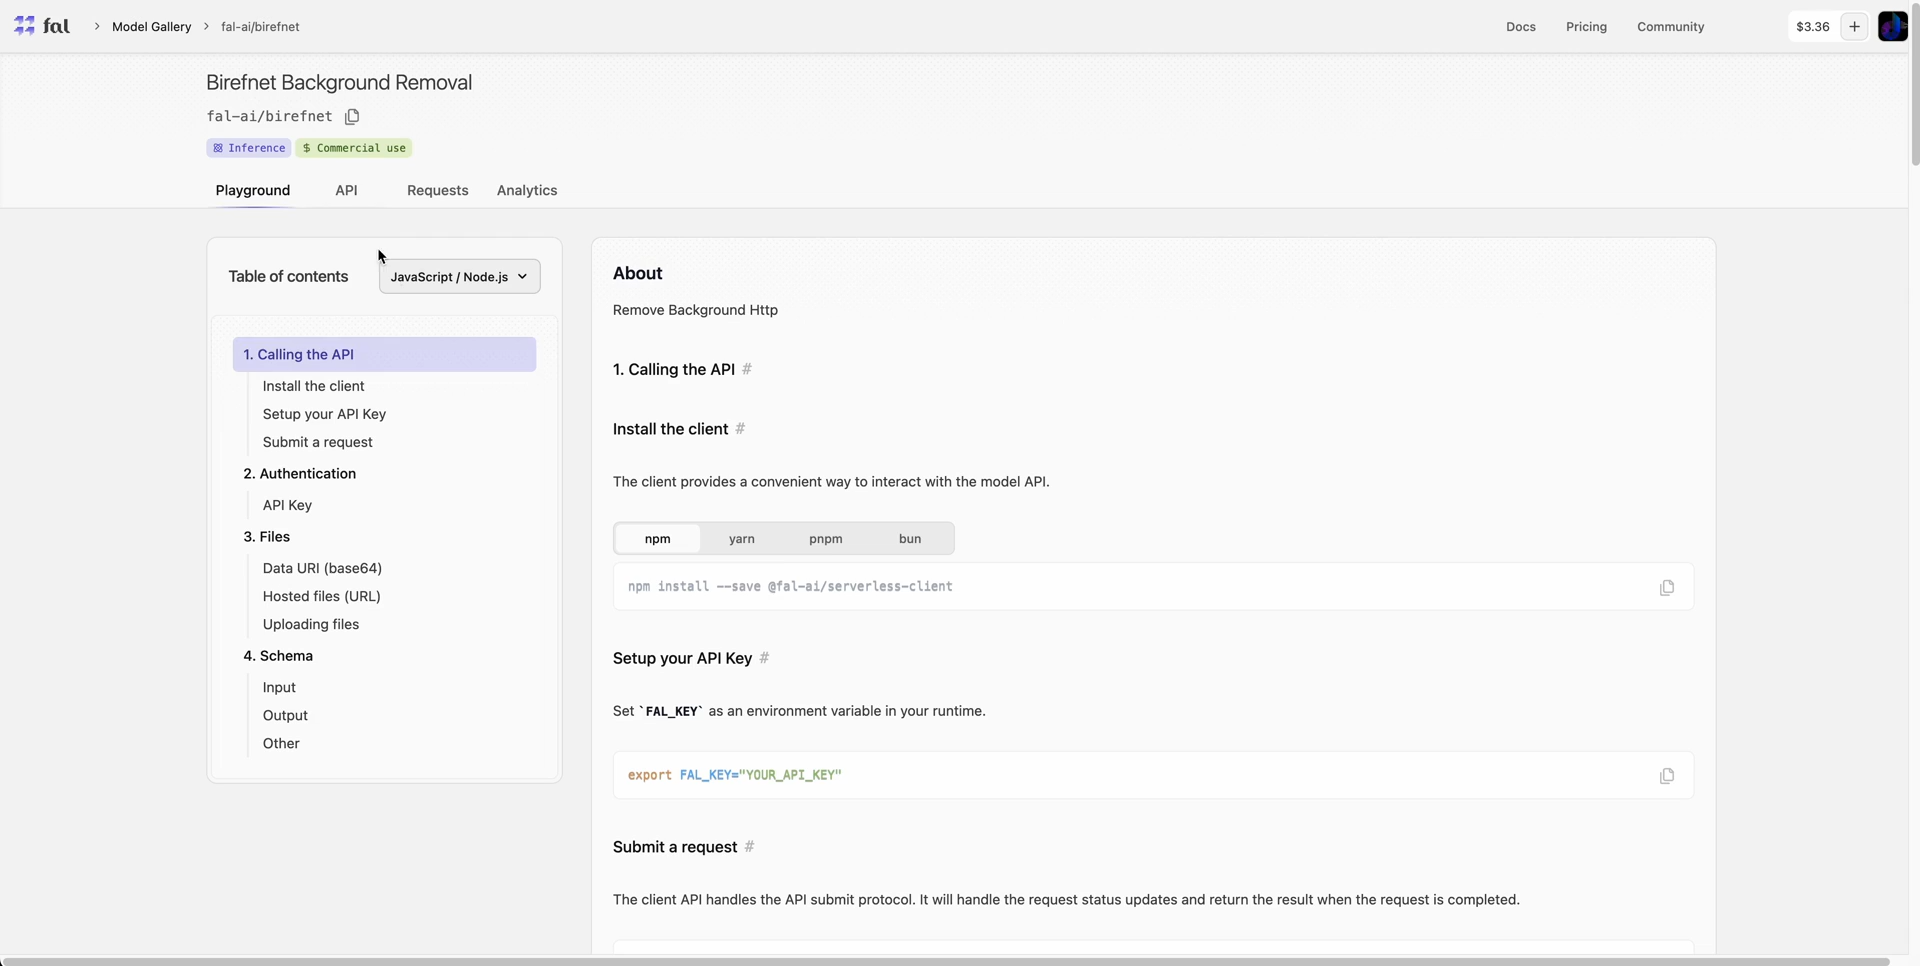 fal > Model Gallery > fal-ai/birefnet
Docs Pricing Community $3.36 +
Birefnet Background Removal
fal-ai/birefnet
Inference $ Commercial use
Playground API Requests Analytics
Table of contents
JavaScript / Node.js
1. Calling the API
Install the client
Setup your API Key
Submit a request
2. Authentication
API Key
3. Files
Data URI (base64)
Hosted files (URL)
Uploading files
4. Schema
Input
Output
Other
About
Remove Background Http
1. Calling the API #
Install the client #
The client provides a convenient way to interact with the model API.
npm yarn pnpm bun
npm install --save @fal-ai/serverless-client
Setup your API Key #
Set `FAL_KEY` as an environment variable in your runtime.
export FAL_KEY="YOUR_API_KEY"
Submit a request #
The client API handles the API submit protocol. It will handle the request status updates and return the result when the request is completed.